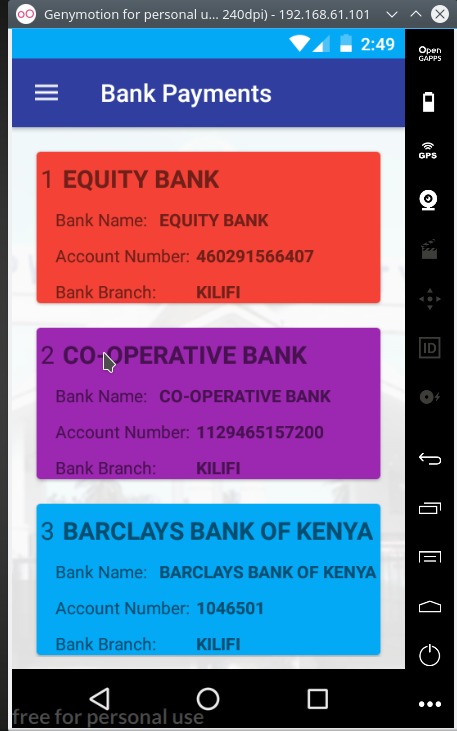 Genymotion for personal u... 240dpi) - 192.168.61.101
2:49
Open
GAPPS
Bank Payments
GPS
1 EQUITY BANK
Bank Name: EQUITY BANK
Account Number: 460291566407
Bank Branch: KILIFI
ID
2 CO-OPERATIVE BANK
Bank Name: CO-OPERATIVE BANK
Account Number: 1129465157200
Bank Branch: KILIFI
3 BARCLAYS BANK OF KENYA
Bank Name: BARCLAYS BANK OF KENYA
Account Number: 1046501
Bank Branch: KILIFI
free for personal use